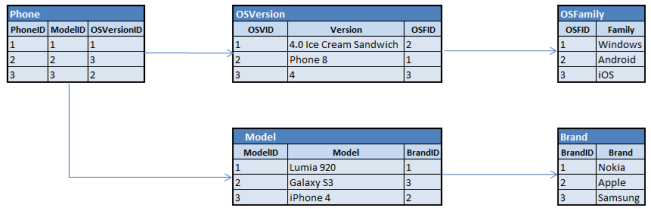 Phone
PhoneID ModelID OSVersionID
1 1 1
2 2 3
3 3 2
OSVersion
OSVID Version OSFID
1 4.0 Ice Cream Sandwich 2
2 Phone 8 1
3 4 3
OSFamily
OSFID Family
1 Windows
2 Android
3 iOS
Model
ModelID Model BrandID
1 Lumia 920 1
2 Galaxy S3 3
3 iPhone 4 2
Brand
BrandID Brand
1 Nokia
2 Apple
3 Samsung